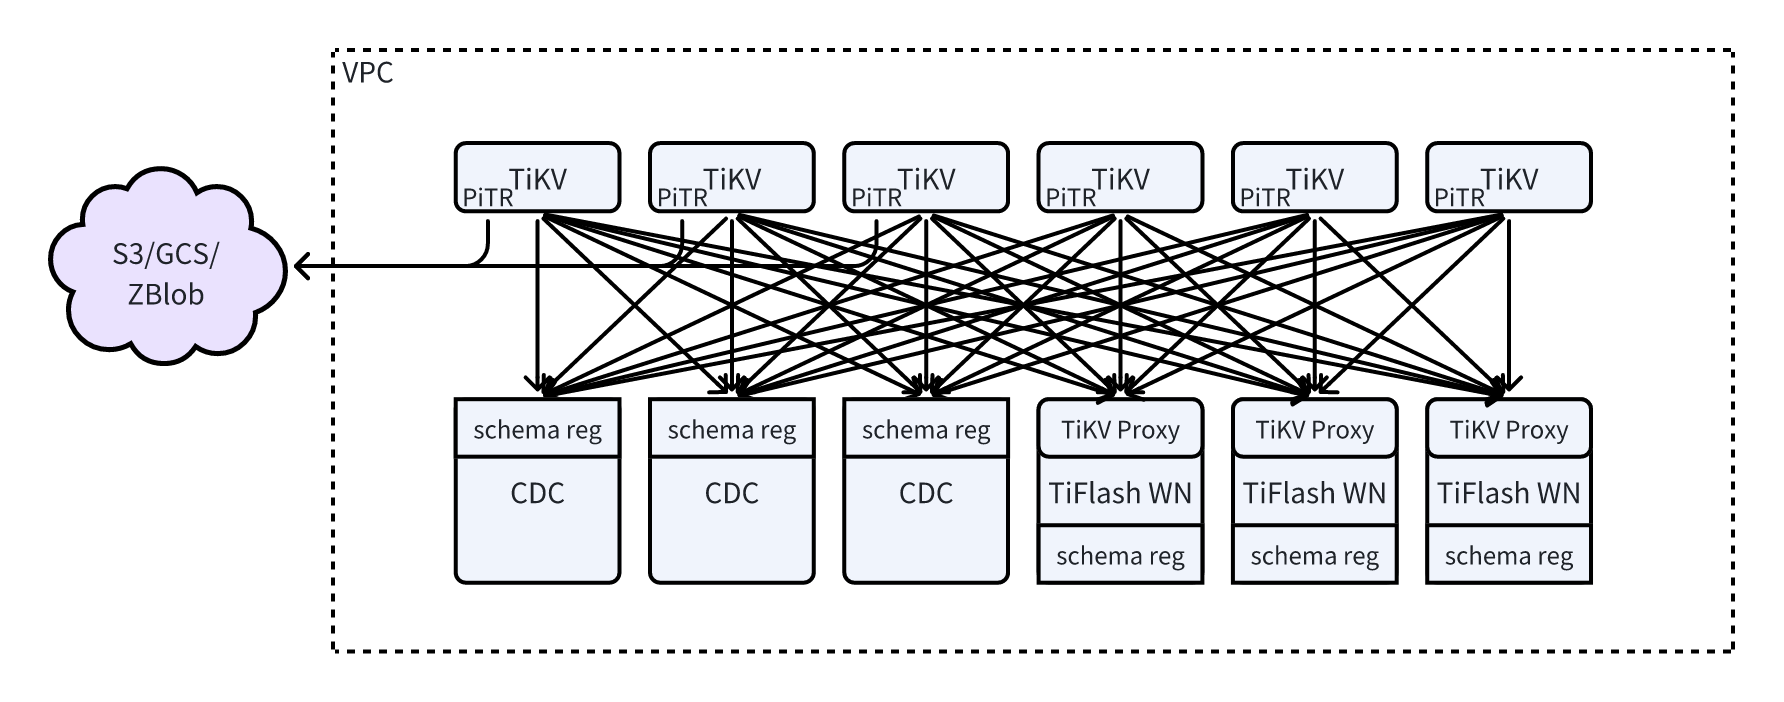 VPC
TiKV
PiTR
TiKV
PiTR
TiKV
PiTR
TiKV
PiTR
TiKV
PiTR
TiKV
PiTR
S3/GCS/
ZBlob
schema reg
CDC
schema reg
CDC
schema reg
CDC
TiKV Proxy
TiFlash WN
schema reg
TiKV Proxy
TiFlash WN
schema reg
TiKV Proxy
TiFlash WN
schema reg